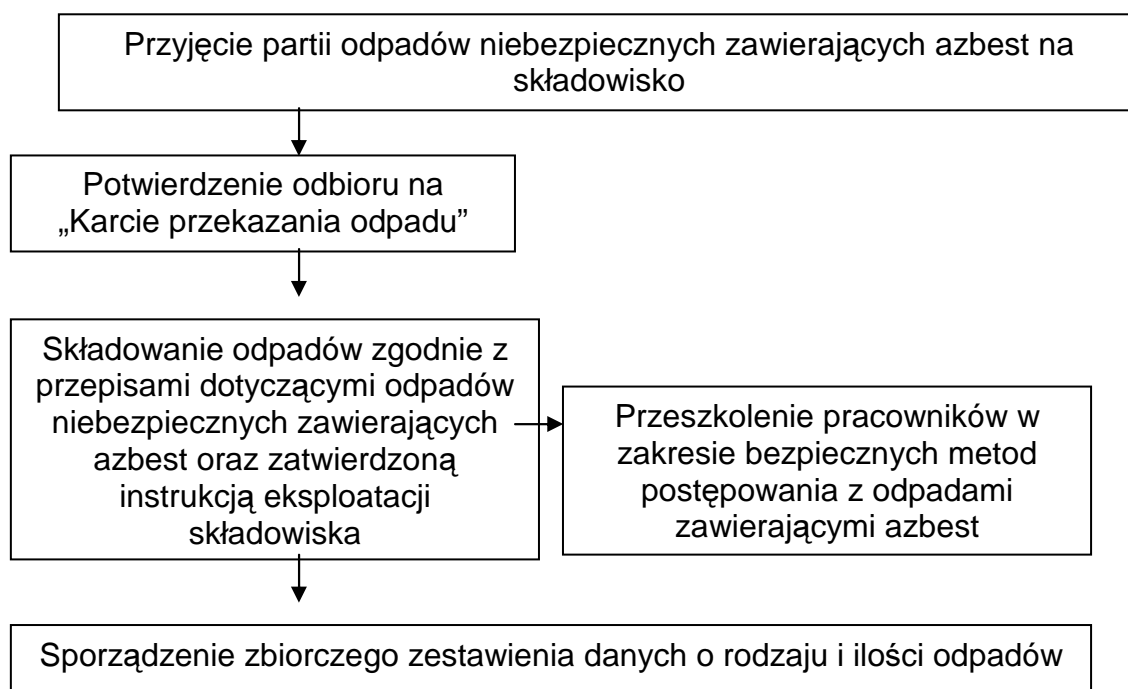 Przyjęcie partii odpadów niebezpiecznych zawierających azbest na
składowisko
Potwierdzenie odbioru na
„Karcie przekazania odpadu”
Składowanie odpadów zgodnie z
przepisami dotyczącymi odpadów
niebezpiecznych zawierających
azbest oraz zatwierdzoną
instrukcją eksploatacji
składowiska
Przeszkolenie pracowników w
zakresie bezpiecznych metod
postępowania z odpadami
zawierającymi azbest
Sporządzenie zbiorczego zestawienia danych o rodzaju i ilości odpadów